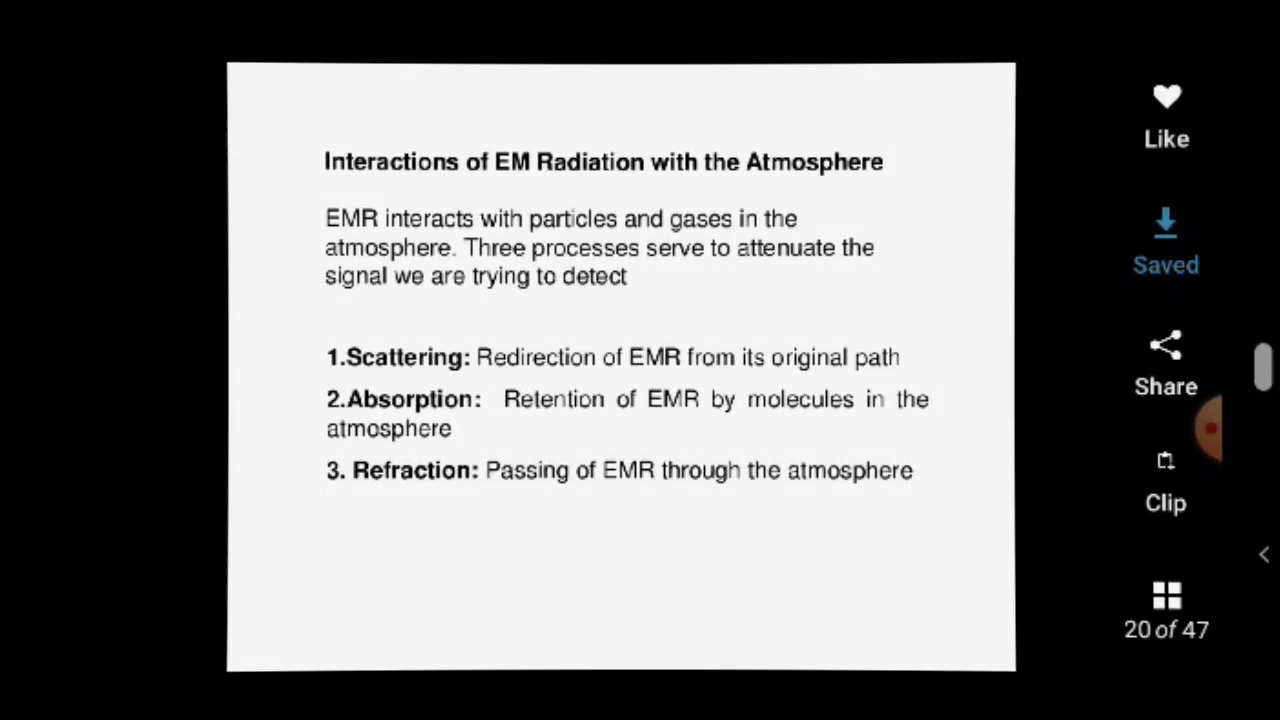 Interactions of EM Radiation with the Atmosphere
EMR interacts with particles and gases in the
atmosphere. Three processes serve to attenuate the
signal we are trying to detect
1.Scattering: Redirection of EMR from its original path
2.Absorption: Retention of EMR by molecules in the
atmosphere
3. Refraction: Passing of EMR through the atmosphere
Like
Saved
Share
Clip
20 of 47